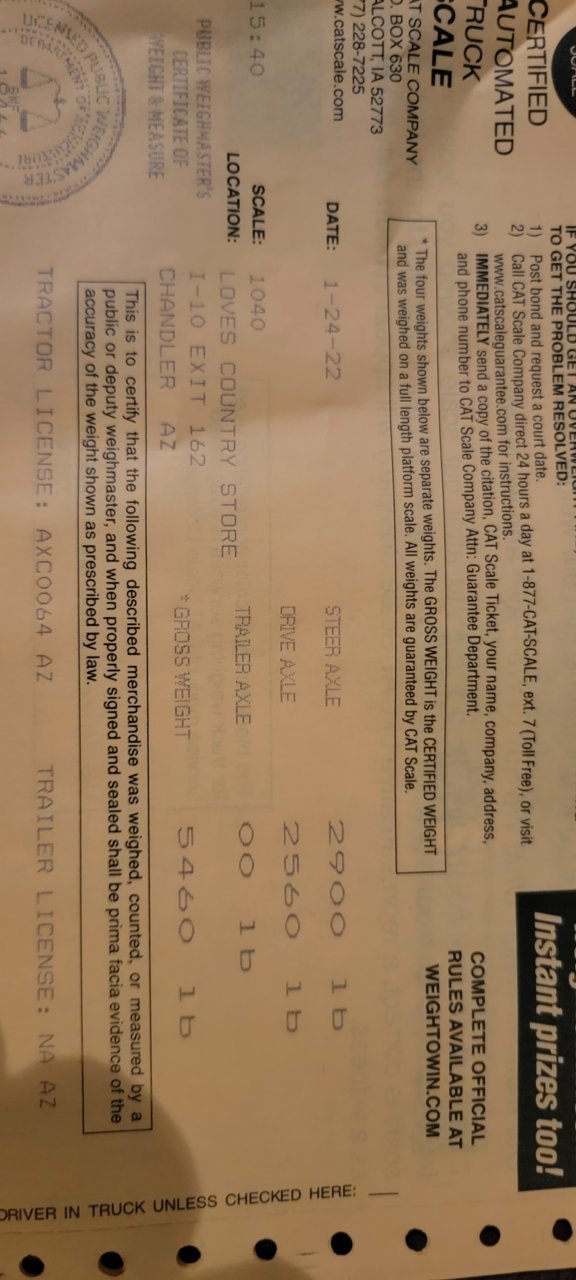 SCALE
CERTIFIED
AUTOMATED
TRUCK
SCALE
AT SCALE COMPANY
O. BOX 630
ALCOTT, IA 52773
77) 228-7225
w.catscale.com
TO GET THE PROBLEM RESOLVED:
1) Post bond and request a court date.
2) Call CAT Scale Company direct 24 hours a day at 1-877-CAT-SCALE, ext. 7 (Toll Free), or visit
www.catscaleguarantee.com for instructions.
3) IMMEDIATELY send a copy of the citation, CAT Scale Ticket, your name, company, address,
and phone number to CAT Scale Company Attn: Guarantee Department.
Instant prizes too!
COMPLETE OFFICIAL
RULES AVAILABLE AT
WEIGHTOWIN.COM
* The four weights shown below are separate weights. The GROSS WEIGHT is the CERTIFIED WEIGHT
and was weighed on a full length platform scale. All weights are guaranteed by CAT Scale.
DATE: 1-24-22
STEER AXLE 2900 lb
DRIVE AXLE 2560 lb
15:40
SCALE: 1040
TRAILER AXLE 00 lb
LOCATION: LOVES COUNTRY STORE
I-10 EXIT 162
*GROSS WEIGHT 5460 lb
CHANDLER AZ
PUBLIC WEIGHMASTER'S
CERTIFICATE OF
WEIGHT & MEASURE
This is to certify that the following described merchandise was weighed, counted, or measured by a
public or deputy weighmaster, and when properly signed and sealed shall be prima facia evidence of the
accuracy of the weight shown as prescribed by law.
TRACTOR LICENSE: AXC0064 AZ TRAILER LICENSE: NA AZ
DRIVER IN TRUCK UNLESS CHECKED HERE: